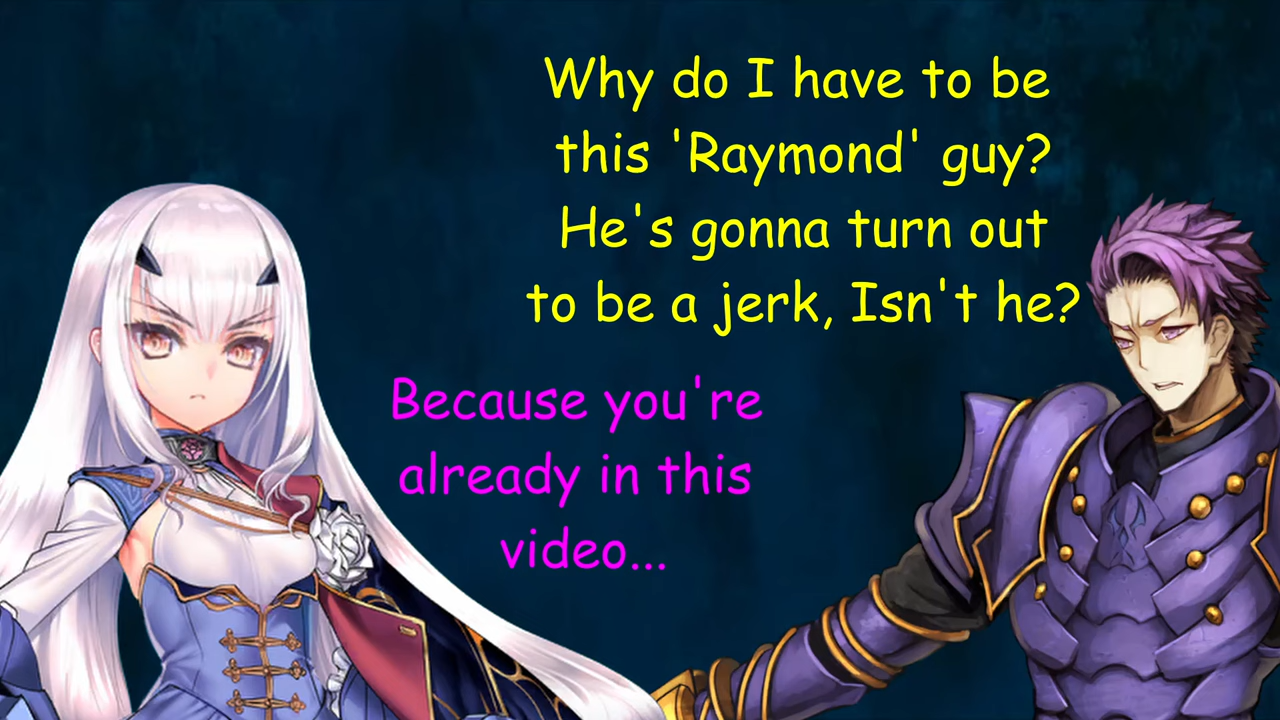 Why do I have to be
this 'Raymond' guy?
He's gonna turn out
to be a jerk, Isn't he?
Because you're
already in this
video...